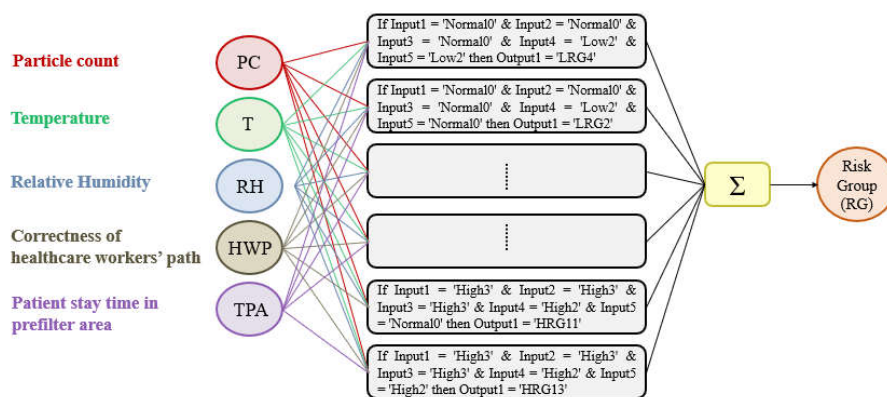 Particle count
Temperature
Relative Humidity
Correctness of
healthcare workers' path
Patient stay time in
prefilter area
PC
T
RH
HWP
TPA
If Input1 = 'Normal0' & Input2 = 'Normal0' &
Input3 = 'Normal0' & Input4 = 'Low2' &
Input5 = 'Low2' then Output1 = 'LRG4'
If Input1 = 'Normal0' & Input2 = 'Normal0' &
Input3 = 'Normal0' & Input4 = 'Low2' &
Input5 = 'Normal0' then Output1 = 'LRG2'
If Input1 = 'High3' & Input2 = 'High3' &
Input3 = 'High3' & Input4 = 'High2' & Input5
= 'Normal0' then Output1 = 'HRG11'
If Input1 = 'High3' & Input2 = 'High3' &
Input3 = 'High3' & Input4 = 'High2' & Input5
= 'High2' then Output1 = 'HRG13'
Σ
Risk
Group
(RG)